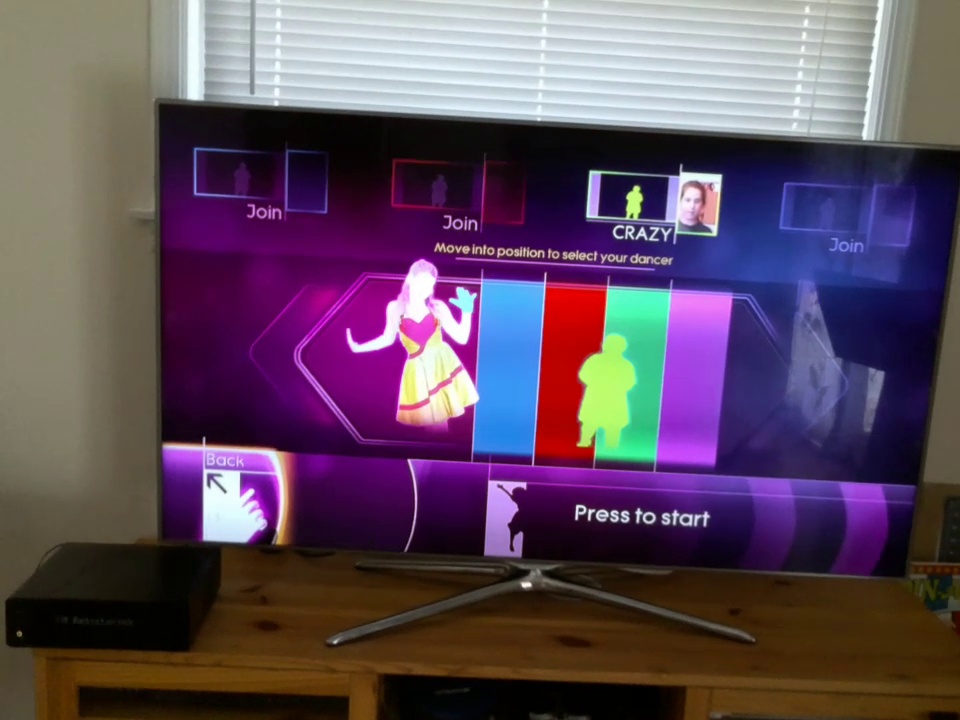 Join
Join
CRAZY
Join
Move into position to select your dancer
Back
Press to start